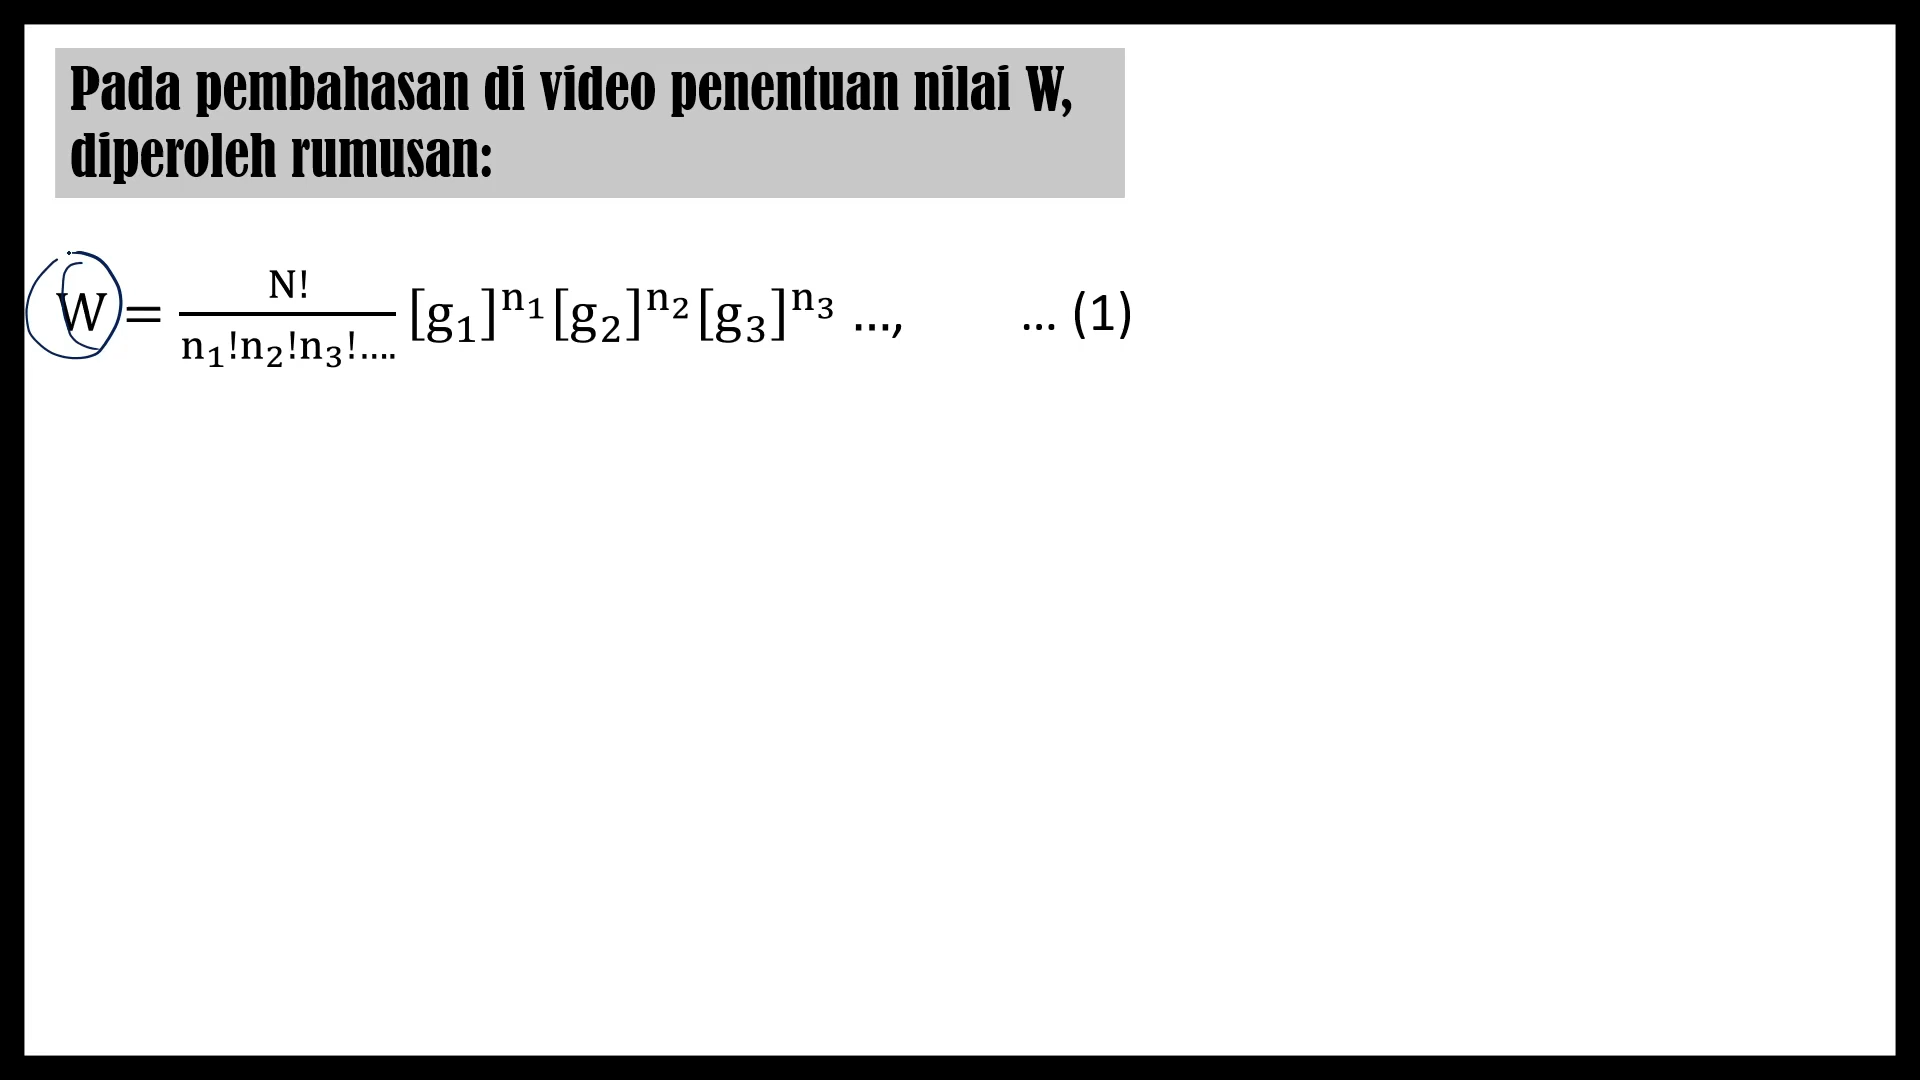 Pada pembahasan di video penentuan nilai W,
diperoleh rumusan:
W = N!/(n₁!n₂!n₃!....) [g₁]ⁿ¹[g₂]ⁿ²[g₃]ⁿ³ ..., ... (1)